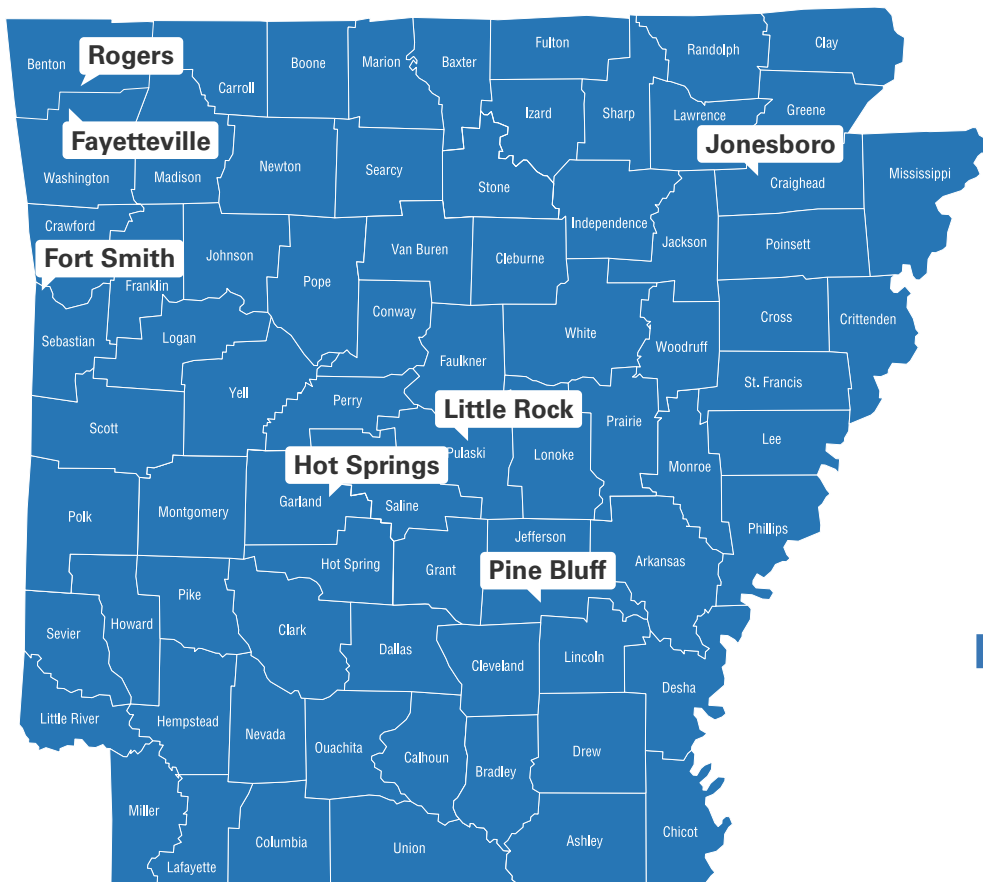 Fulton
Randolph
Clay
Rogers
Benton
Boone
Marion
Baxter
Carroll
Izard
Sharp
Lawrence
Greene
Fayetteville
Jonesboro
Newton
Searcy
Washington
Madison
Stone
Craighead
Mississippi
Crawford
Independence
Jackson
Poinsett
Fort Smith
Johnson
Van Buren
Cleburne
Franklin
Pope
Conway
Cross
Crittenden
Sebastian
Logan
White
Woodruff
Faulkner
Yell
Perry
St. Francis
Little Rock
Prairie
Scott
Lee
Pulaski
Lonoke
Hot Springs
Monroe
Garland
Saline
Polk
Montgomery
Phillips
Jefferson
Hot Spring
Grant
Pine Bluff
Arkansas
Pike
Howard
Sevier
Clark
Dallas
Cleveland
Lincoln
Desha
Little River
Hempstead
Nevada
Ouachita
Calhoun
Bradley
Drew
Miller
Columbia
Union
Ashley
Chicot
Lafayette